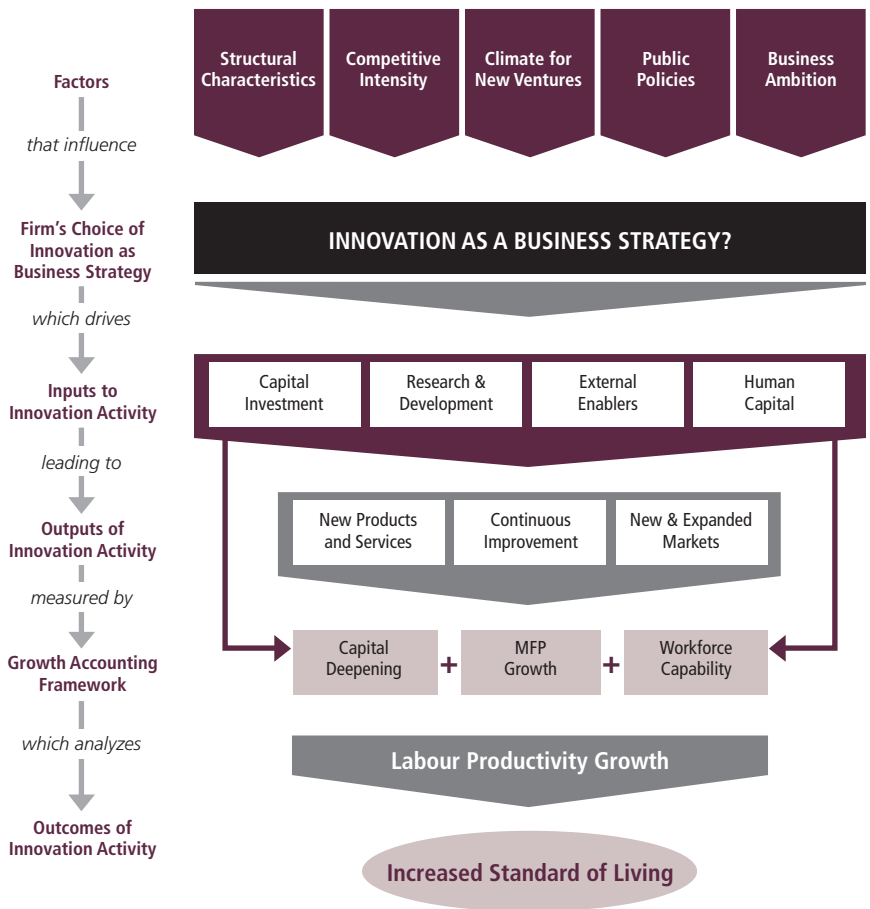 Factors
that influence
Firm’s Choice of
Innovation as
Business Strategy
which drives
Inputs to
Innovation Activity
leading to
Outputs of
Innovation Activity
measured by
Growth Accounting
Framework
which analyzes
Outcomes of
Innovation Activity
Structural
Characteristics
Competitive
Intensity
Climate for
New Ventures
Public
Policies
Business
Ambition
INNOVATION AS A BUSINESS STRATEGY?
Capital
Investment
Research &
Development
External
Enablers
Human
Capital
New Products
and Services
Continuous
Improvement
New & Expanded
Markets
Capital
Deepening
+
MFP
Growth
+
Workforce
Capability
Labour Productivity Growth
Increased Standard of Living